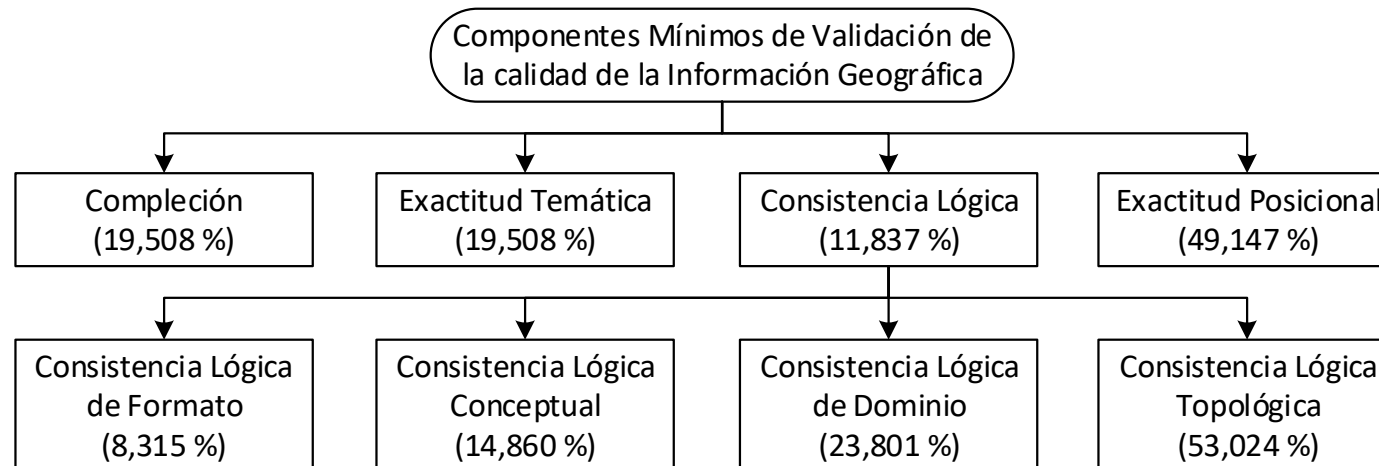 Componentes Mínimos de Validación de
la calidad de la Información Geográfica
Compleción
(19,508 %)
Exactitud Temática
(19,508 %)
Consistencia Lógica
(11,837 %)
Exactitud Posicional
(49,147 %)
Consistencia Lógica
de Formato
(8,315 %)
Consistencia Lógica
Conceptual
(14,860 %)
Consistencia Lógica
de Dominio
(23,801 %)
Consistencia Lógica
Topológica
(53,024 %)